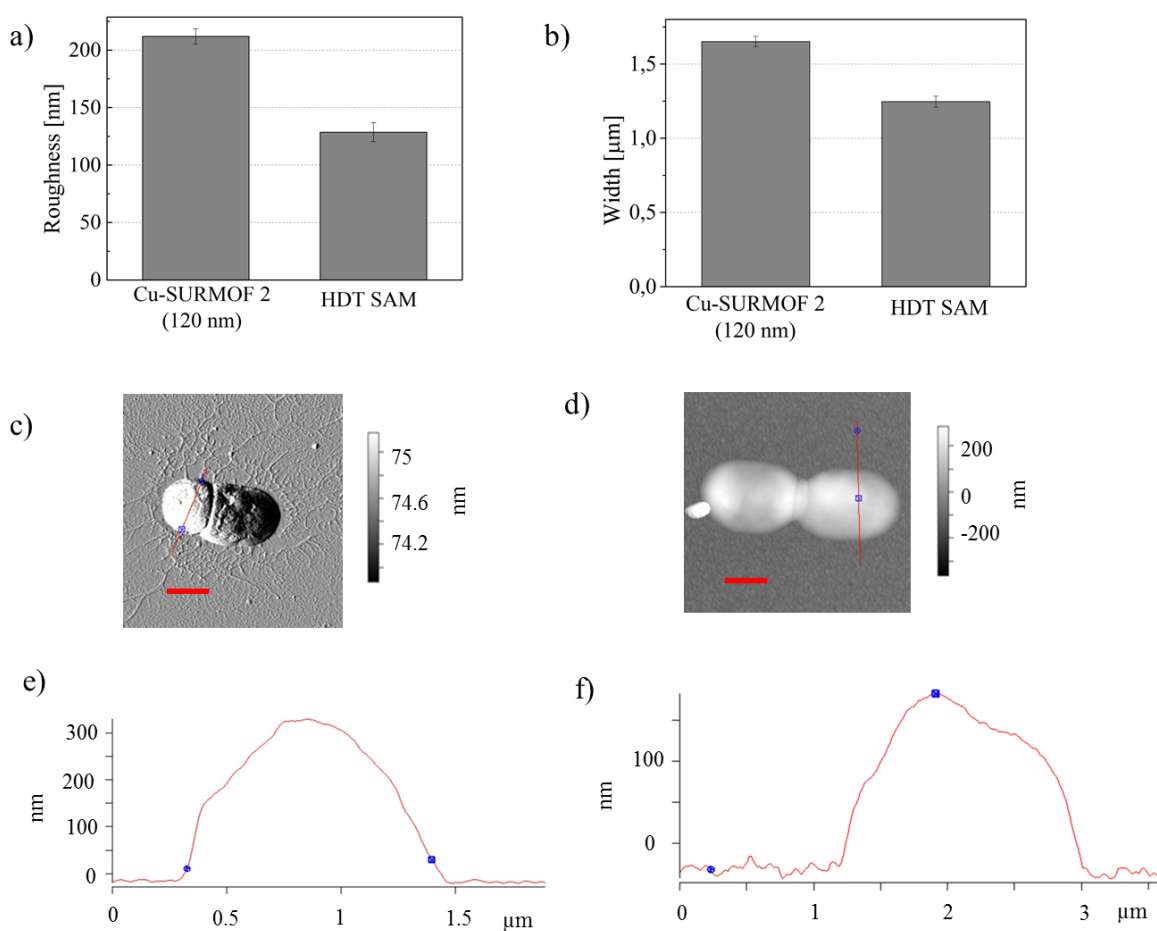 a)
Roughness [nm]
200
150
100
50
0
Cu-SURMOF 2
(120 nm)
HDT SAM
b)
Width [µm]
1,5
1,0
0,5
0,0
Cu-SURMOF 2
(120 nm)
HDT SAM
c)
75
74.6
74.2
nm
d)
200
0
-200
nm
e)
nm
300
200
100
0
0
0.5
1
1.5
µm
f)
nm
100
0
0
1
2
3
µm